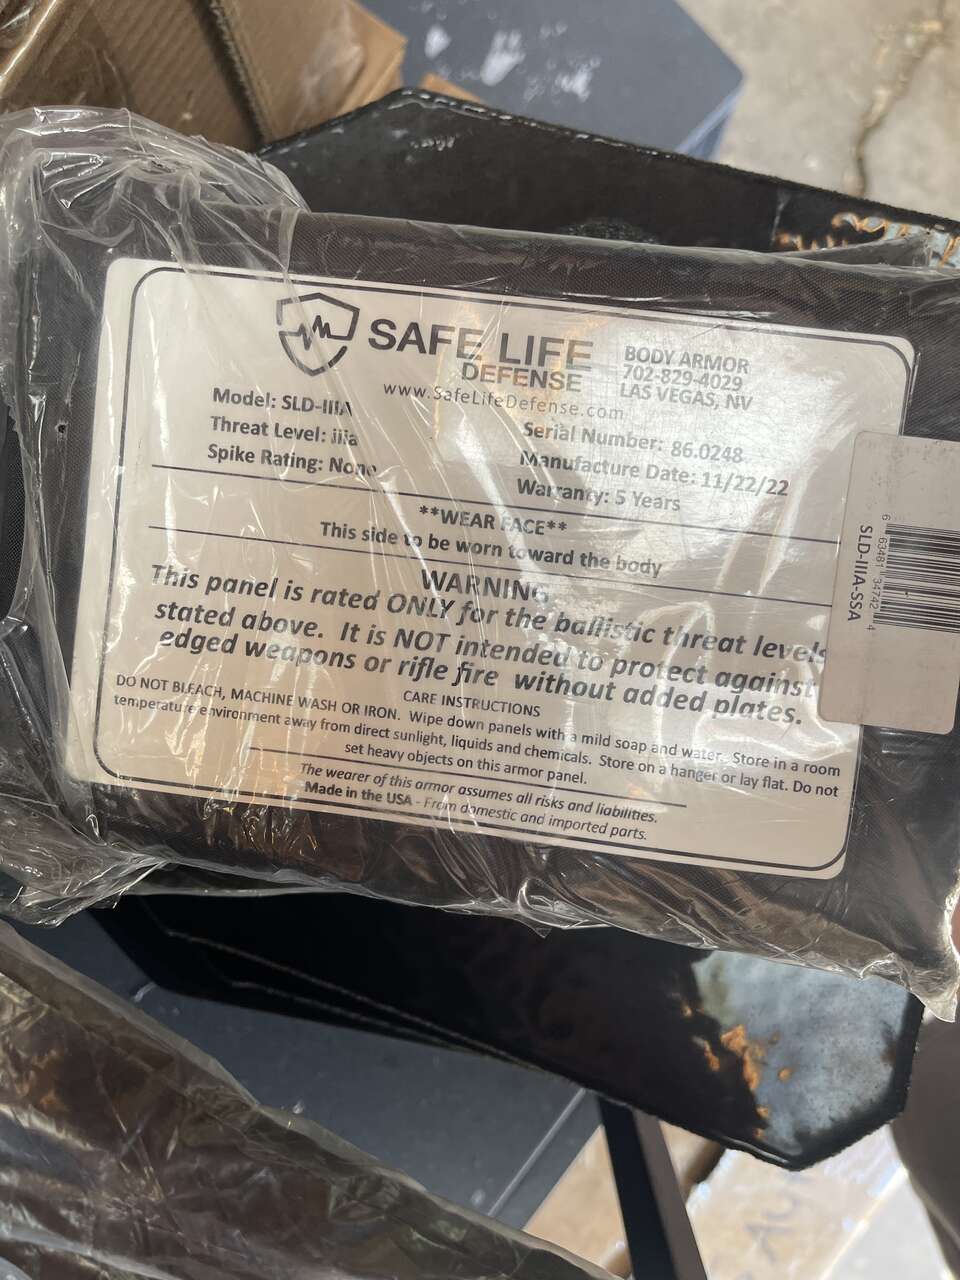 SAFE LIFE
DEFENSE
BODY ARMOR
702-829-4029
LAS VEGAS, NV
www.SafeLifeDefense.com
Model: SLD-IIIA
Threat Level: iiia
Spike Rating: None
Serial Number: 86.0248
Manufacture Date: 11/22/22
Warranty: 5 Years
**WEAR FACE**
This side to be worn toward the body
WARNING
This panel is rated ONLY for the ballistic threat levels
stated above. It is NOT intended to protect against
edged weapons or rifle fire without added plates.
CARE INSTRUCTIONS
DO NOT BLEACH, MACHINE WASH OR IRON. Wipe down panels with a mild soap and water. Store in a room
temperature environment away from direct sunlight, liquids and chemicals. Store on a hanger or lay flat. Do not
set heavy objects on this armor panel.
The wearer of this armor assumes all risks and liabilities.
Made in the USA - From domestic and imported parts.
6 63481 34742 4
SLD-IIIA-SSA